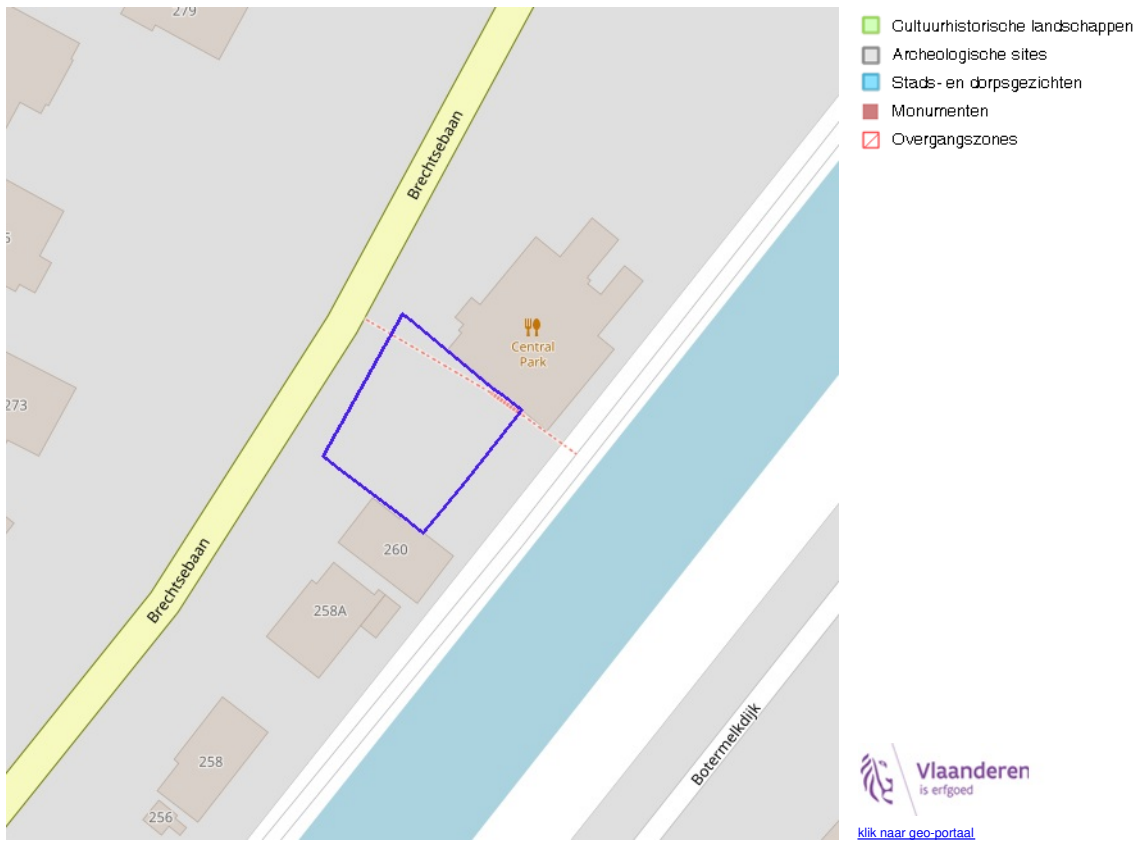 279
Brechtsebaan
Central
Park
273
260
258A
Brechtsebaan
258
256
Botermelkdijk
Cultuurhistorische landschappen
Archeologische sites
Stads- en dorpsgezichten
Monumenten
Overgangszones
Vlaanderen
is erfgoed
klik naar geo-portaal